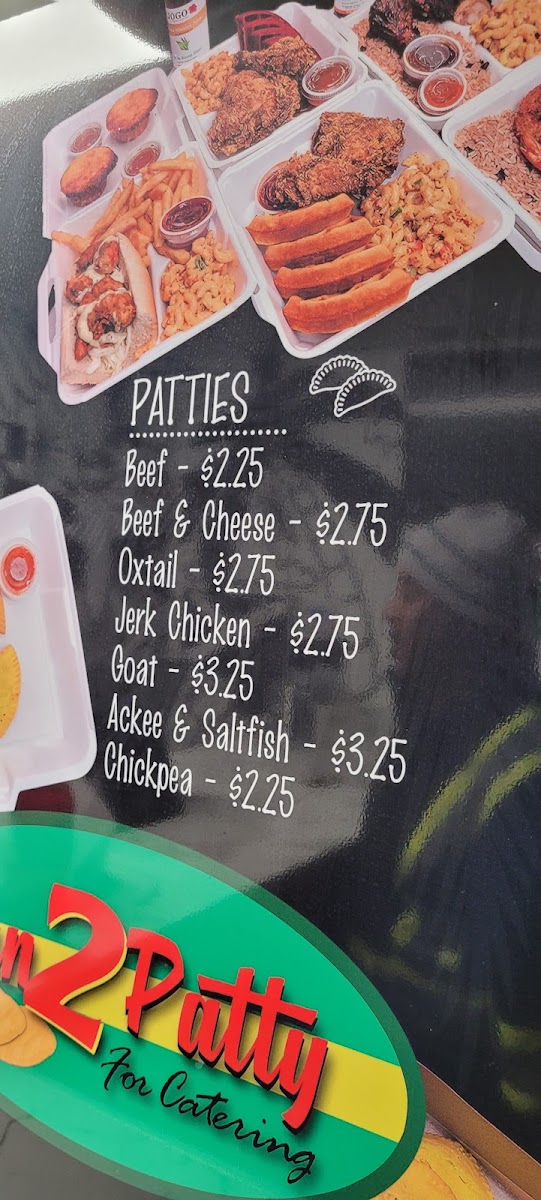 PATTIES
Beef - $2.25
Beef & Cheese - $2.75
Oxtail - $2.75
Jerk Chicken - $2.75
Goat - $3.25
Ackee & Saltfish - $3.25
Chickpea - $2.25
n2Patty
For Catering